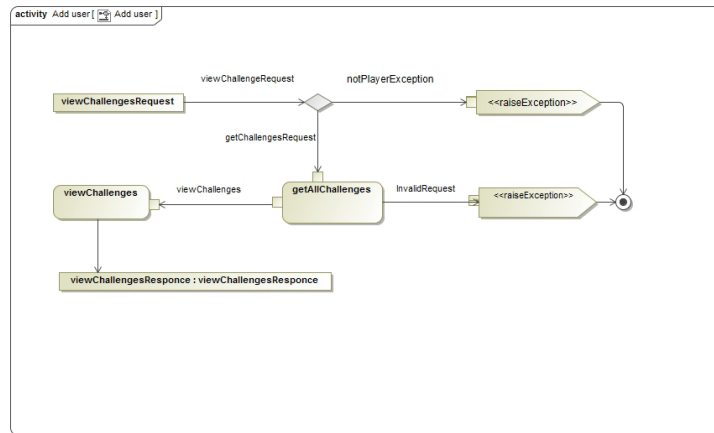 activity Add user [ Add user ]
viewChallengeRequest
notPlayerException
viewChallengesRequest
<<raiseException>>
getChallengesRequest
viewChallenges
viewChallenges
getAllChallenges
InvalidRequest
<<raiseException>>
viewChallengesResponce : viewChallengesResponce